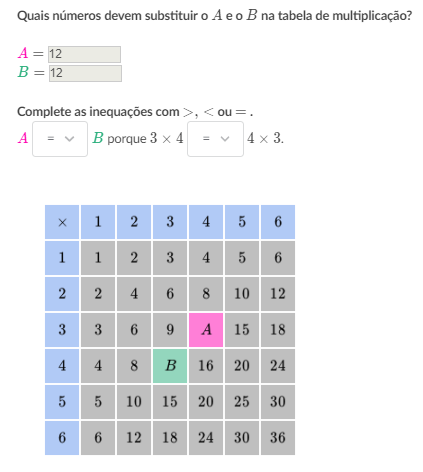 Quais números devem substituir o A e o B na tabela de multiplicação?
A = 12
B = 12
Complete as inequações com >, < ou = .
A = B porque 3 × 4 = 4 × 3.
× 1 2 3 4 5 6
1 1 2 3 4 5 6
2 2 4 6 8 10 12
3 3 6 9 A 15 18
4 4 8 B 16 20 24
5 5 10 15 20 25 30
6 6 12 18 24 30 36